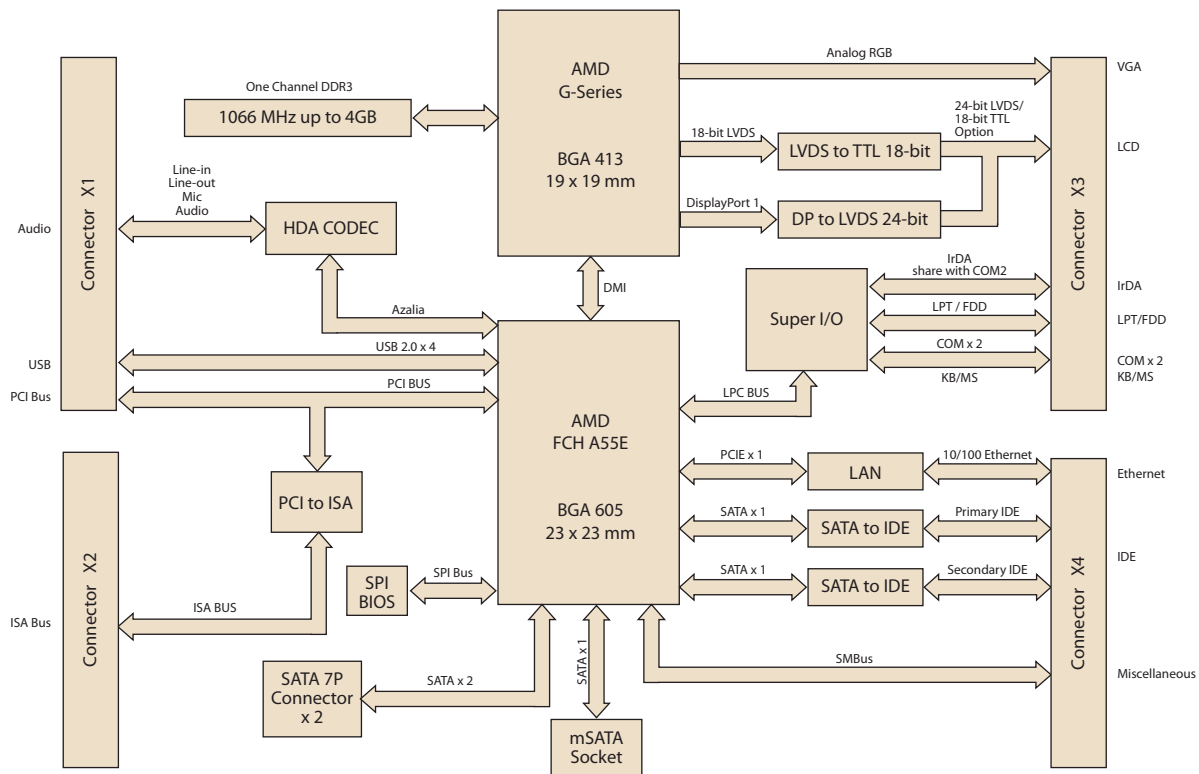 AMD
G-Series
BGA 413
19 x 19 mm
One Channel DDR3
1066 MHz up to 4GB
Analog RGB
VGA
18-bit LVDS
LVDS to TTL 18-bit
24-bit LVDS/
18-bit TTL
Option
LCD
DisplayPort 1
DP to LVDS 24-bit
Connector X1
Connector X3
Line-in
Line-out
Mic
Audio
Audio
HDA CODEC
DMI
Azalia
Super I/O
IrDA
share with COM2
IrDA
LPT / FDD
LPT/FDD
COM x 2
COM x 2
KB/MS
KB/MS
USB
USB 2.0 x 4
PCI Bus
PCI BUS
LPC BUS
AMD
FCH A55E
BGA 605
23 x 23 mm
PCIE x 1
LAN
10/100 Ethernet
Ethernet
PCI to ISA
SATA x 1
SATA to IDE
Primary IDE
IDE
SATA x 1
SATA to IDE
Secondary IDE
Connector X2
Connector X4
SPI
BIOS
SPI Bus
ISA Bus
ISA BUS
SATA 7P
Connector
x 2
SATA x 2
SATA x 1
mSATA
Socket
SMBus
Miscellaneous